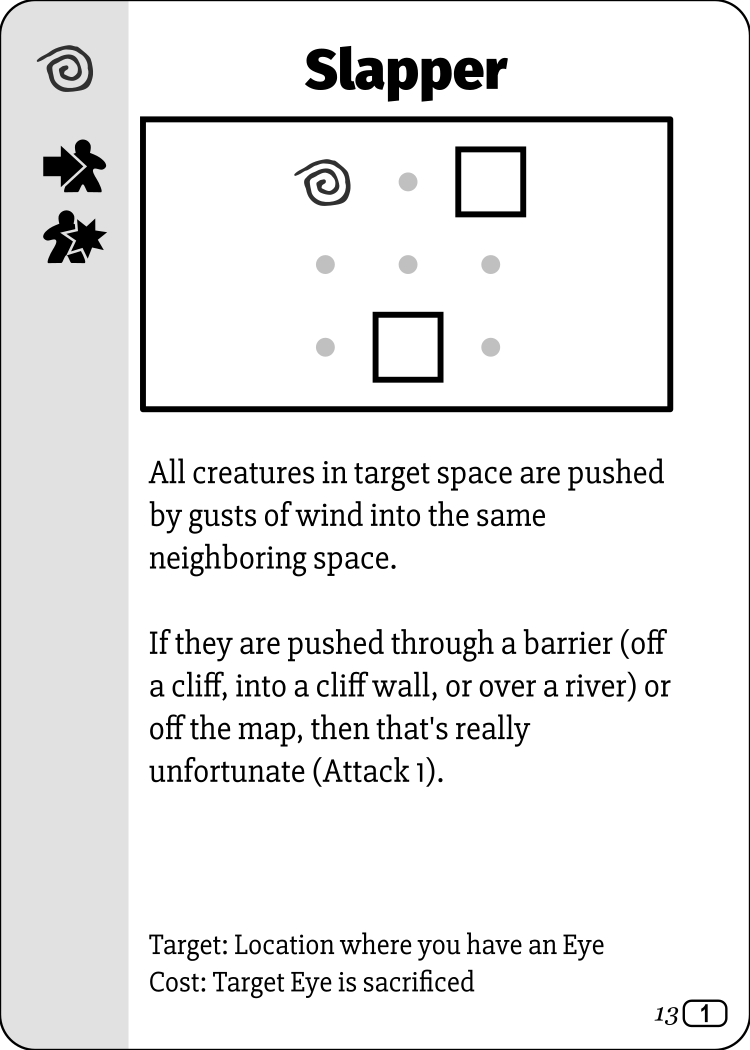 Slapper
All creatures in target space are pushed
by gusts of wind into the same
neighboring space.
If they are pushed through a barrier (off
a cliff, into a cliff wall, or over a river) or
off the map, then that's really
unfortunate (Attack 1).
Target: Location where you have an Eye
Cost: Target Eye is sacrificed
13 1